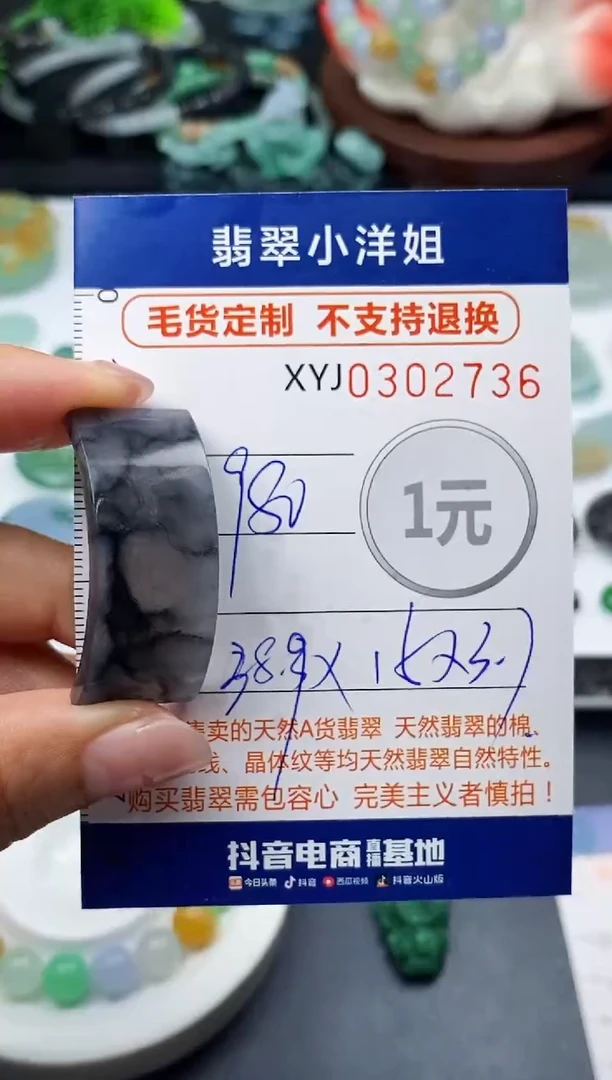 翡翠小洋姐
0
毛货定制 不支持退换
XYJ0302736
980
1元
38.9X
售卖的天然A货翡翠 天然翡翠的棉、
线、晶体纹等均天然翡翠自然特性。
购买翡翠需包容心 完美主义者慎拍！
抖音电商直播基地
今日头条 抖音 西瓜视频 抖音火山版